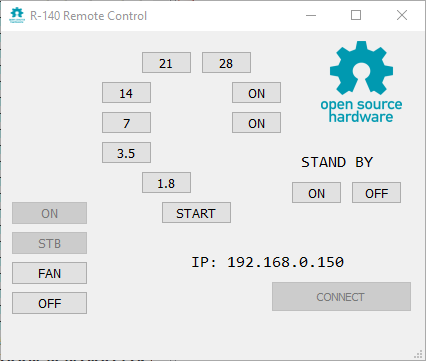 R-140 Remote Control
21 28
14 ON
7 ON
3.5
1.8
START
open source
hardware
STAND BY
ON OFF
ON
STB
FAN
OFF
IP: 192.168.0.150
CONNECT